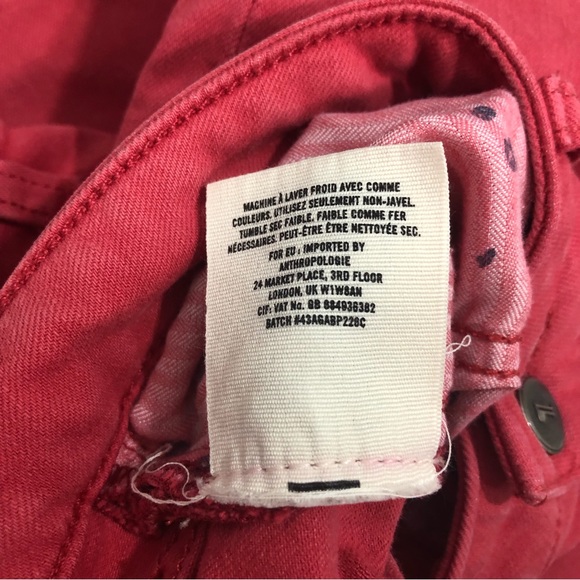 MACHINE À LAVER FROID AVEC COMME
COULEURS. UTILISEZ SEULEMENT NON-JAVEL.
TUMBLE SEC FAIBLE. FAIBLE COMME FER
NÉCESSAIRES. PEUT-ÊTRE ÊTRE NETTOYÉE SEC.
FOR EU : IMPORTED BY
ANTHROPOLOGIE
24 MARKET PLACE, 3RD FLOOR
LONDON, UK W1W8AN
CIF: VAT No. GB 884936382
BATCH #43AGABP228C